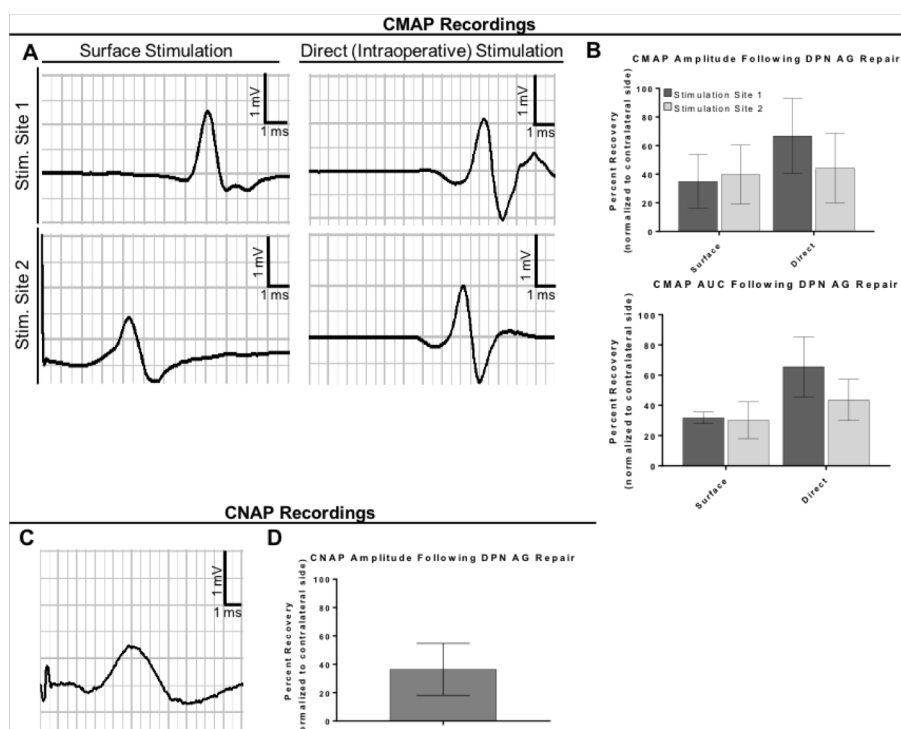 CMAP Recordings
A
Surface Stimulation
Direct (Intraoperative) Stimulation
Stim. Site 1
1 mV
1 ms
1 mV
1 ms
Stim. Site 2
1 mV
1 ms
1 mV
1 ms
B
CMAP Amplitude Following DPN AG Repair
Percent Recovery
(normalized to contralateral side)
100
80
60
40
20
0
Stimulation Site 1
Stimulation Site 2
Surface
Direct
CMAP AUC Following DPN AG Repair
Percent Recovery
(normalized to contralateral side)
100
80
60
40
20
0
Surface
Direct
CNAP Recordings
C
1 mV
1 ms
D
CNAP Amplitude Following DPN AG Repair
Percent Recovery
(normalized to contralateral side)
100
80
60
40
20
0